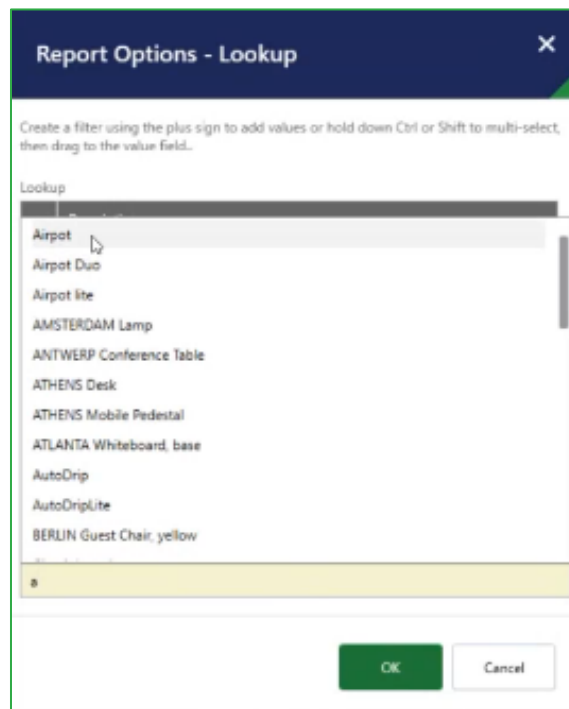 Report Options - Lookup
Create a filter using the plus sign to add values or hold down Ctrl or Shift to multi-select,
then drag to the value field..
Lookup
Airpot
Airpot Duo
Airpot lite
AMSTERDAM Lamp
ANTWERP Conference Table
ATHENS Desk
ATHENS Mobile Pedestal
ATLANTA Whiteboard, base
AutoDrip
AutoDripLite
BERLIN Guest Chair, yellow
a
OK
Cancel